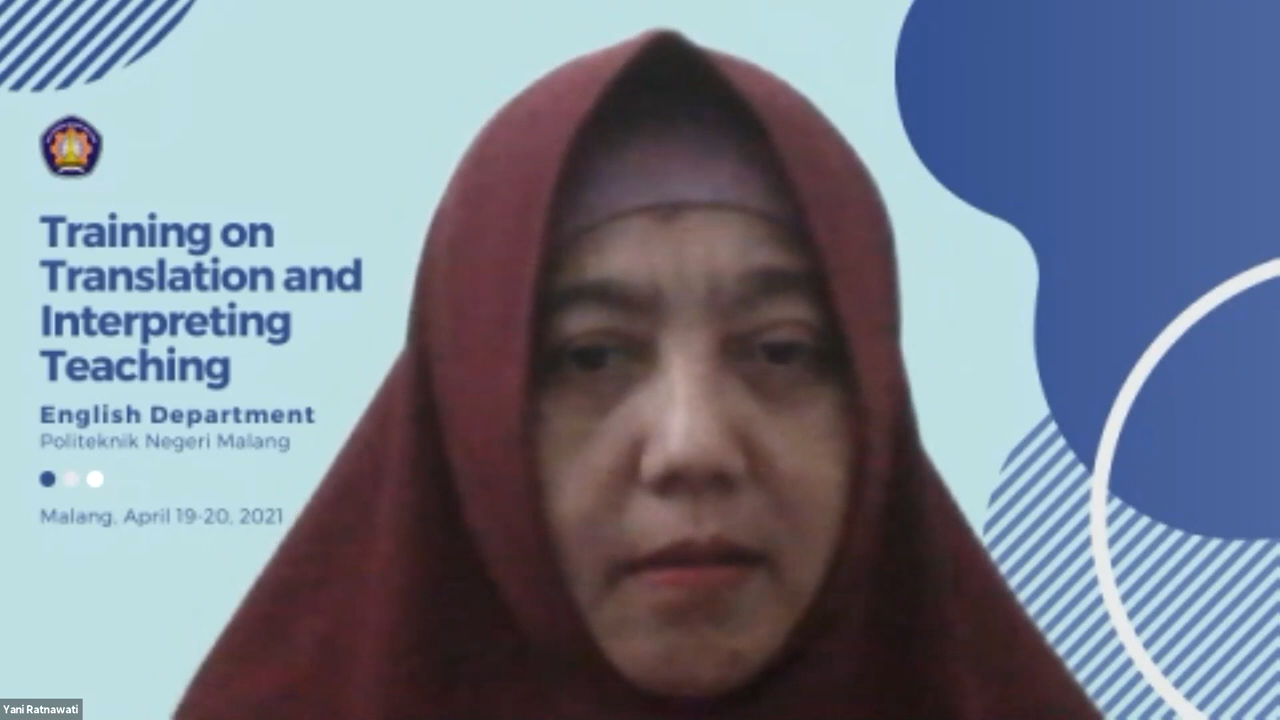 Training on
Translation and
Interpreting
Teaching
English Department
Politeknik Negeri Malang
Malang, April 19-20, 2021
Yani Ratnawati